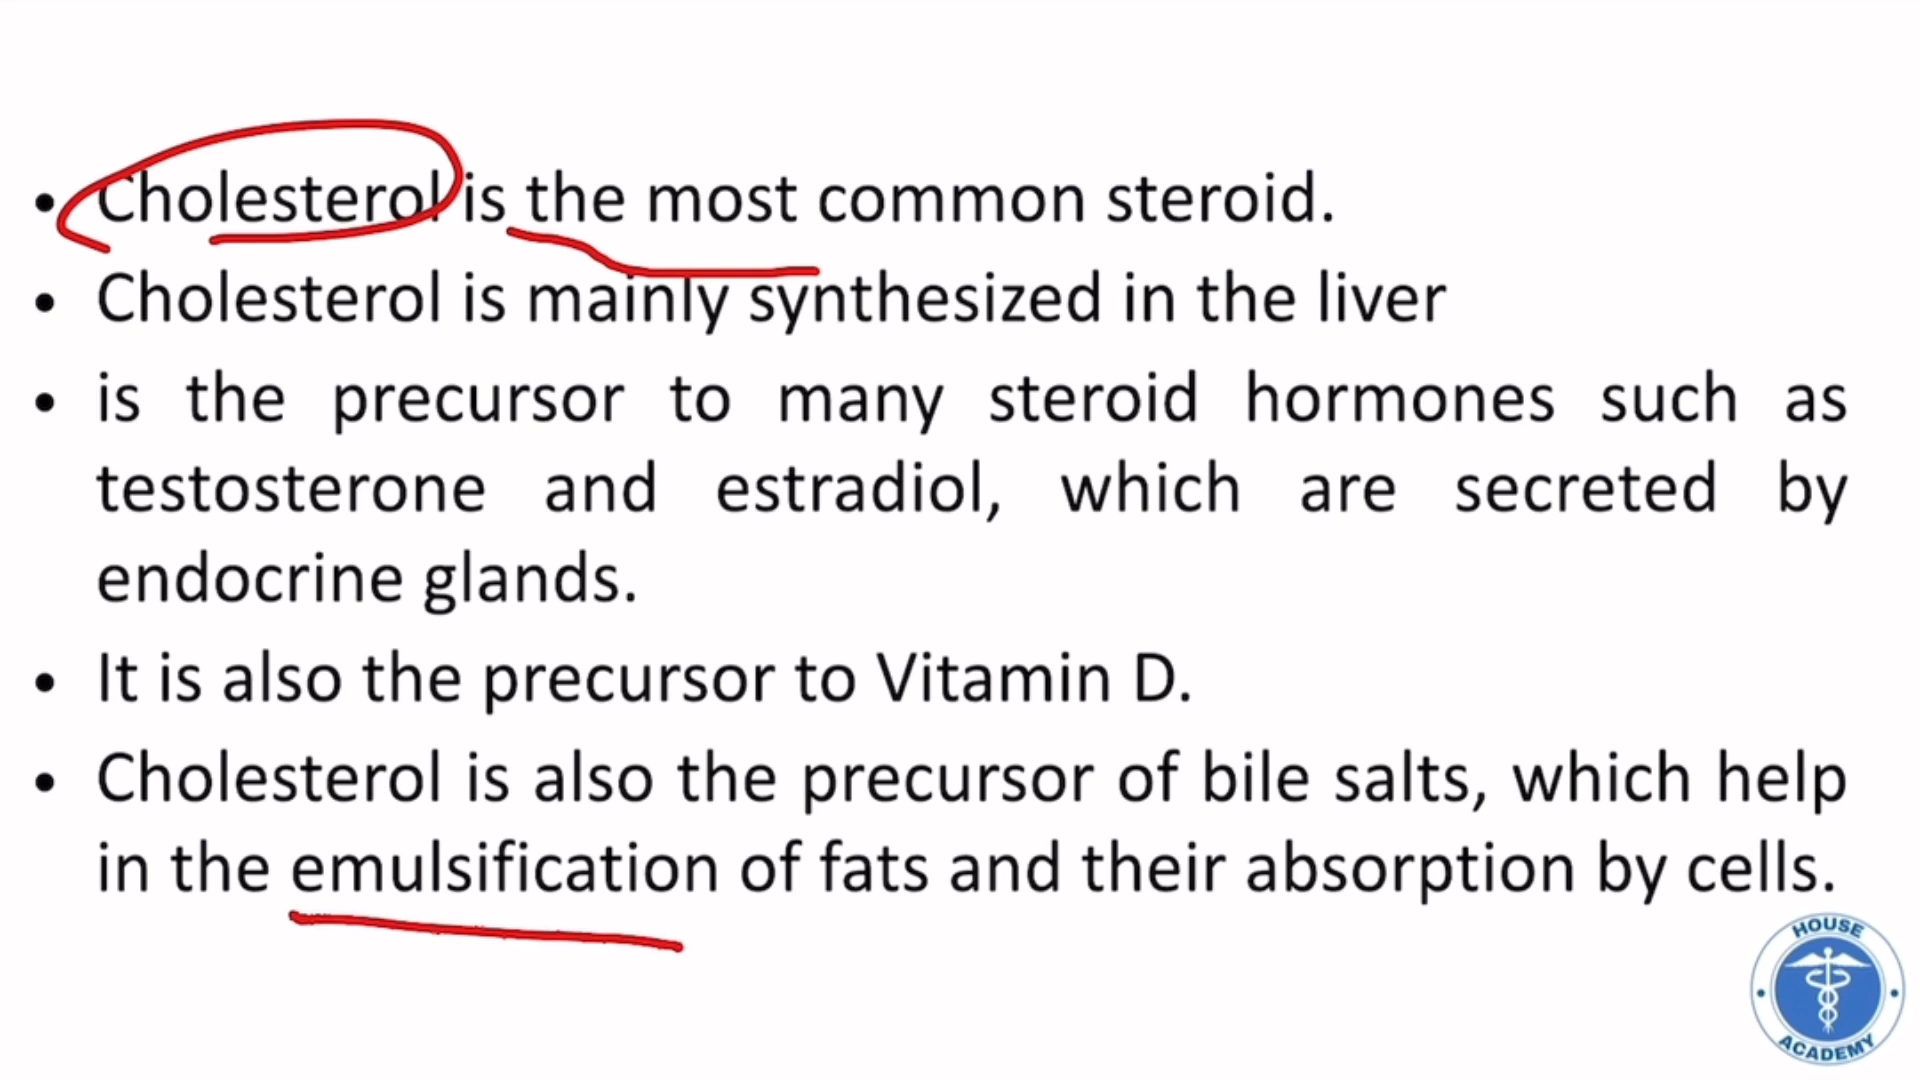 • Cholesterol is the most common steroid.
• Cholesterol is mainly synthesized in the liver
• is the precursor to many steroid hormones such as
testosterone and estradiol, which are secreted by
endocrine glands.
• It is also the precursor to Vitamin D.
• Cholesterol is also the precursor of bile salts, which help
in the emulsification of fats and their absorption by cells.
HOUSE
ACADEMY